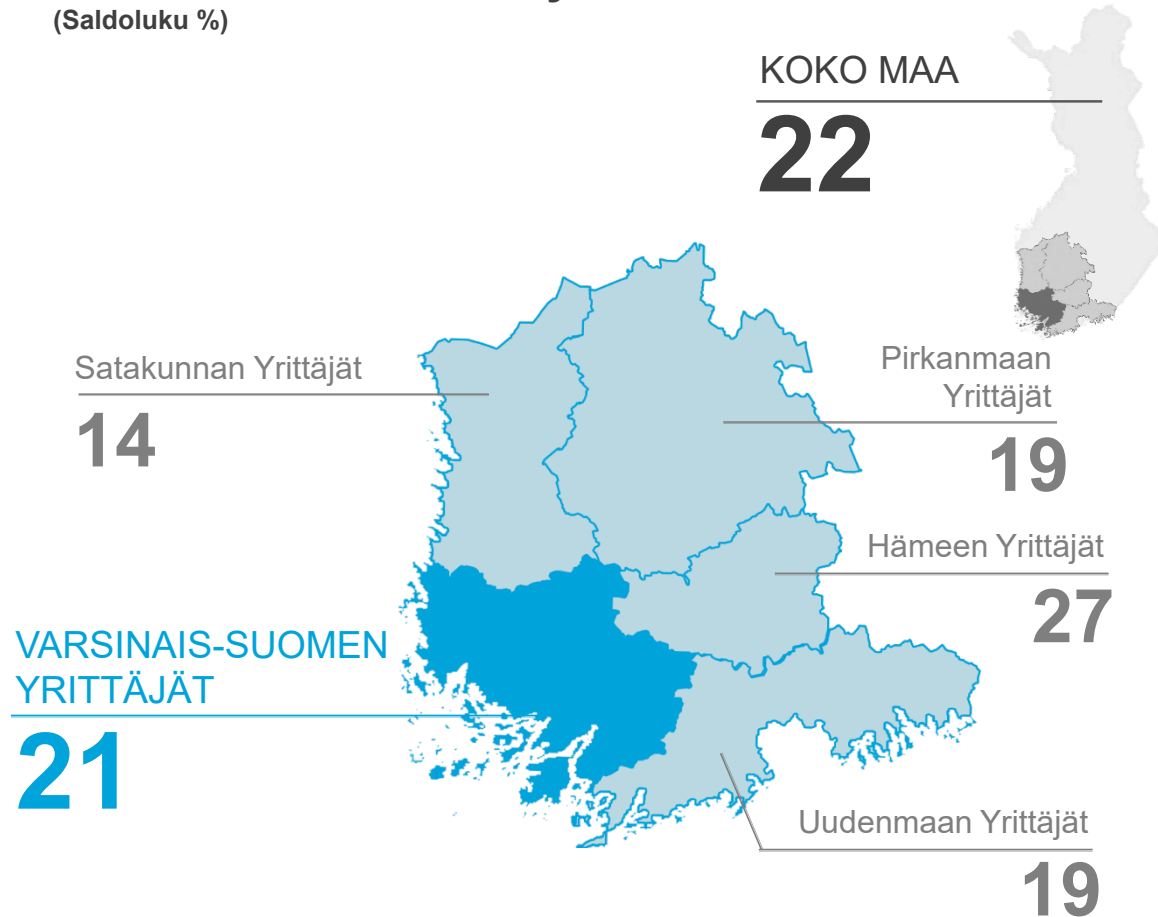 (Saldoluku %)
KOKO MAA
22
Satakunnan Yrittäjät
14
Pirkanmaan
Yrittäjät
19
Hämeen Yrittäjät
27
VARSINAIS-SUOMEN
YRITTÄJÄT
21
Uudenmaan Yrittäjät
19